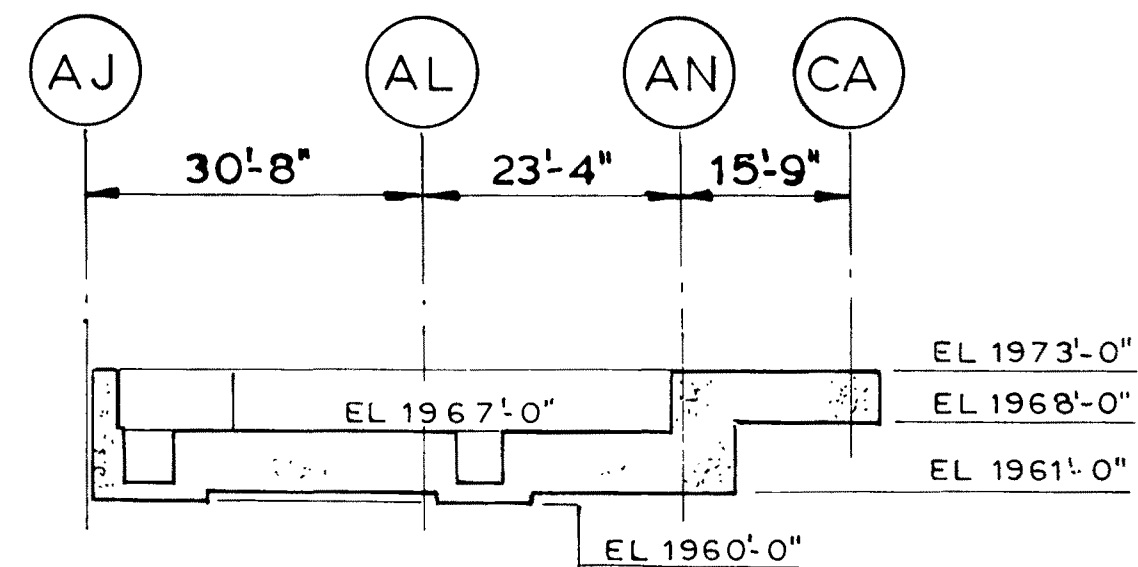 AJ AL AN CA
30'-8" 23'-4" 15'-9"
EL 1973'-0"
EL 1967'-0" EL 1968'-0"
EL 1961'-0"
EL 1960'-0"